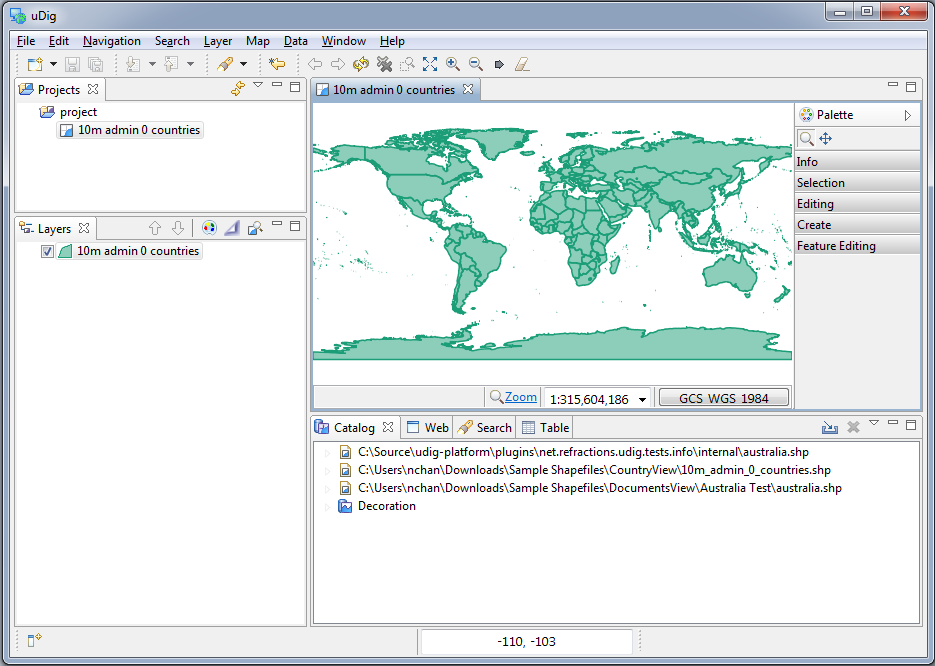 uDig
File Edit Navigation Search Layer Map Data Window Help
Projects
project
10m admin 0 countries
Layers
10m admin 0 countries
10m admin 0 countries
Palette
Info
Selection
Editing
Create
Feature Editing
Zoom 1:315,604,186 GCS_WGS_1984
Catalog Web Search Table
C:\Source\udig-platform\plugins\net.refractions.udig.tests.info\internal\australia.shp
C:\Users\nchan\Downloads\Sample Shapefiles\CountryView\10m_admin_0_countries.shp
C:\Users\nchan\Downloads\Sample Shapefiles\DocumentsView\Australia Test\australia.shp
Decoration
-110, -103